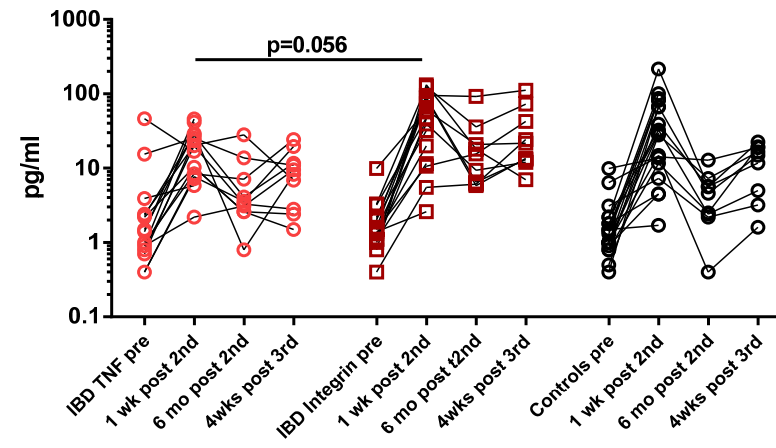 1000
100
10
1
0.1
pg/ml
p=0.056
IBD TNF pre
1 wk post 2nd
6 mo post 2nd
4wks post 3rd
IBD Integrin pre
1 wk post 2nd
6 mo post t2nd
4wks post 3rd
Controls pre
1 wk post 2nd
6 mo post 2nd
4wks post 3rd